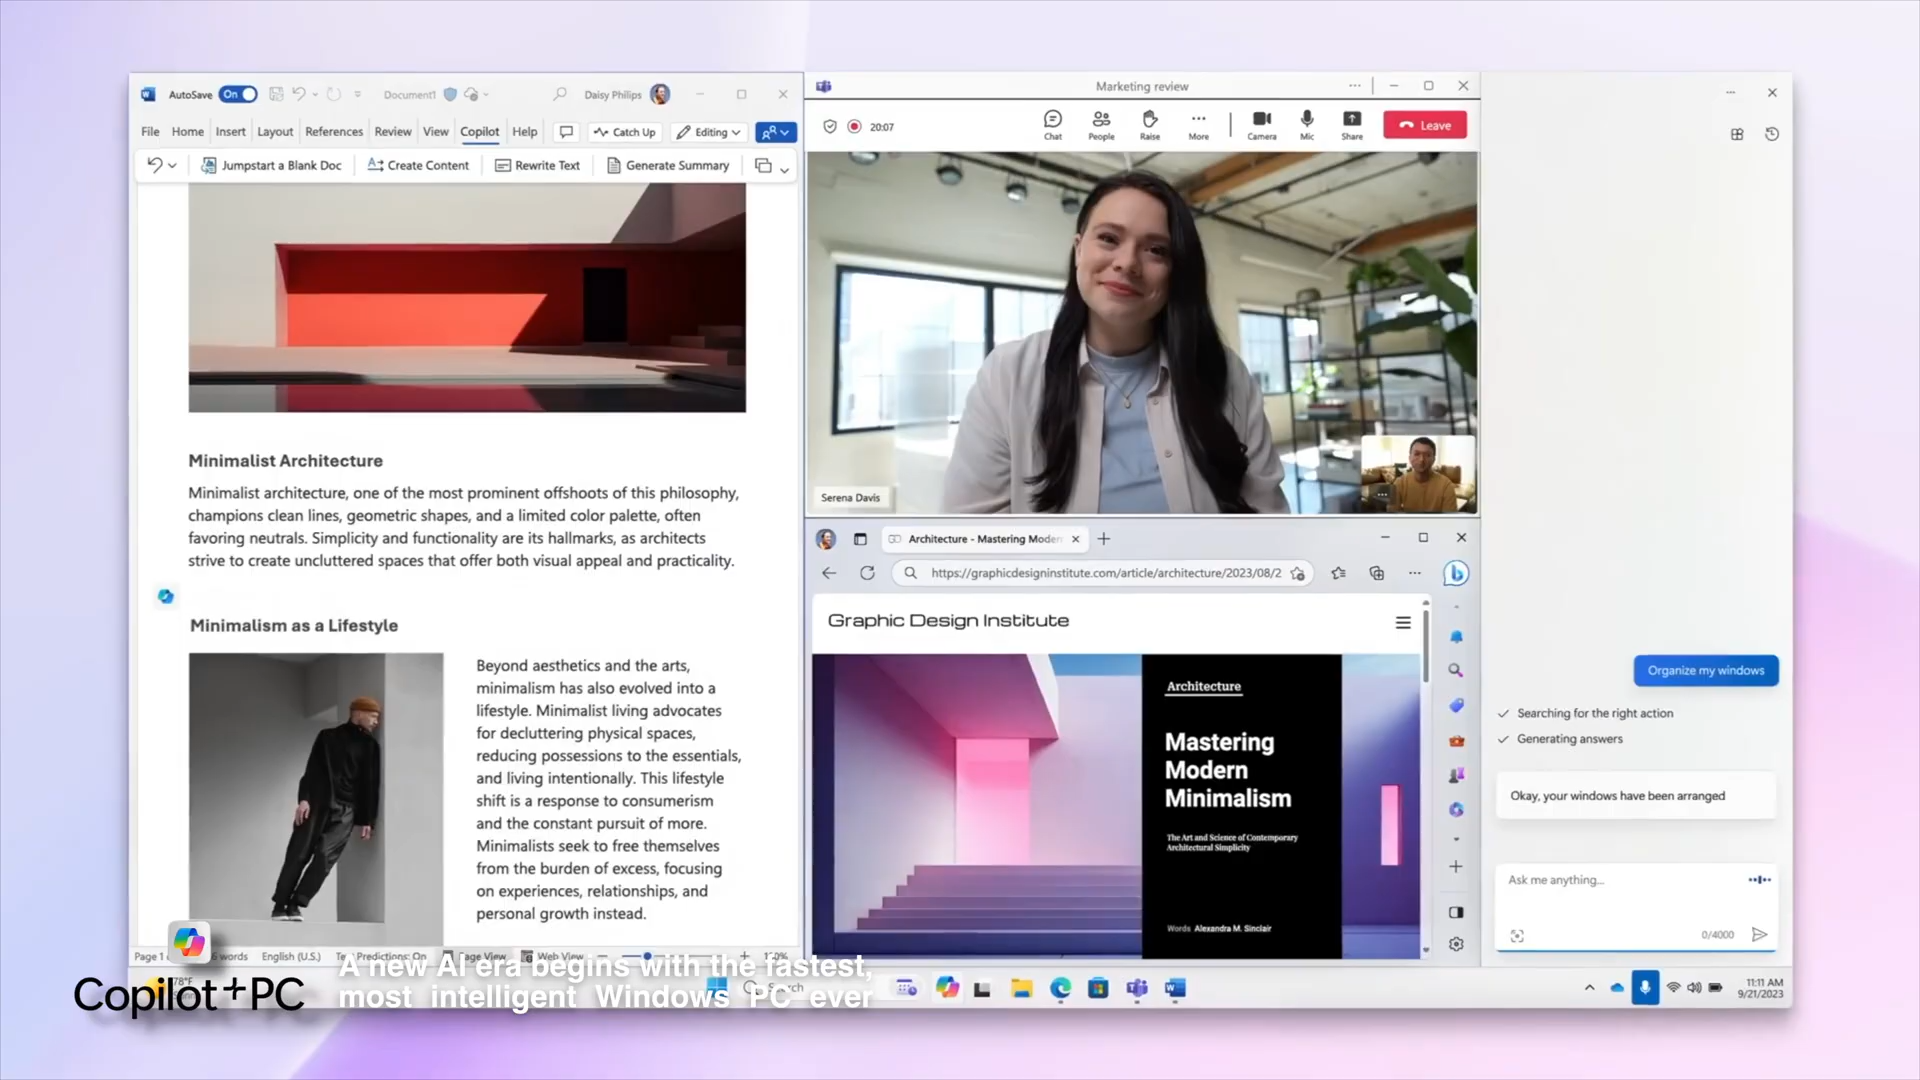 AutoSave On Document1 Daisy Philips
File Home Insert Layout References Review View Copilot Help Catch Up Editing
Jumpstart a Blank Doc Create Content Rewrite Text Generate Summary
Minimalist Architecture
Minimalist architecture, one of the most prominent offshoots of this philosophy,
champions clean lines, geometric shapes, and a limited color palette, often
favoring neutrals. Simplicity and functionality are its hallmarks, as architects
strive to create uncluttered spaces that offer both visual appeal and practicality.
Minimalism as a Lifestyle
Beyond aesthetics and the arts,
minimalism has also evolved into a
lifestyle. Minimalist living advocates
for decluttering physical spaces,
reducing possessions to the essentials,
and living intentionally. This lifestyle
shift is a response to consumerism
and the constant pursuit of more.
Minimalists seek to free themselves
from the burden of excess, focusing
on experiences, relationships, and
personal growth instead.
Page 1 words English (U.S.) Predictions: On Page View Web View
Marketing review
20:07
Chat People Raise More Camera Mic Share Leave
Serena Davis
Architecture - Mastering Moder
https://graphicdesigninstitute.com/article/architecture/2023/08/2
Graphic Design Institute
Architecture
Mastering
Modern
Minimalism
The Art and Science of Contemporary
Architectural Simplicity
Words Alexandra M. Sinclair
Organize my windows
Searching for the right action
Generating answers
Okay, your windows have been arranged
Ask me anything...
0/4000
Copilot+PC
A new AI era begins with the fastest,
most intelligent Windows PC ever
78°F
Search
11:11 AM
9/21/2023